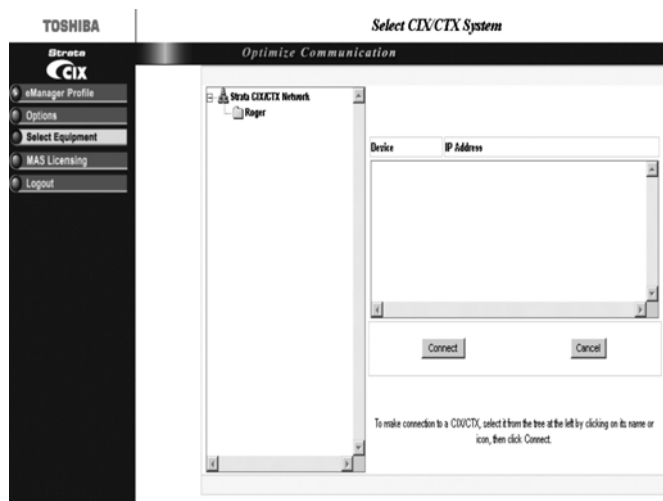 TOSHIBA
Select CIX/CTX System
Strata
CIX
Optimize Communication
eManager Profile
Options
Select Equipment
MAS Licensing
Logout
Strata CIX/CTX Network
Roger
Device IP Address
Connect Cancel
To make connection to a CIX/CTX, select it from the tree at the left by clicking on its name or
icon, then click Connect.